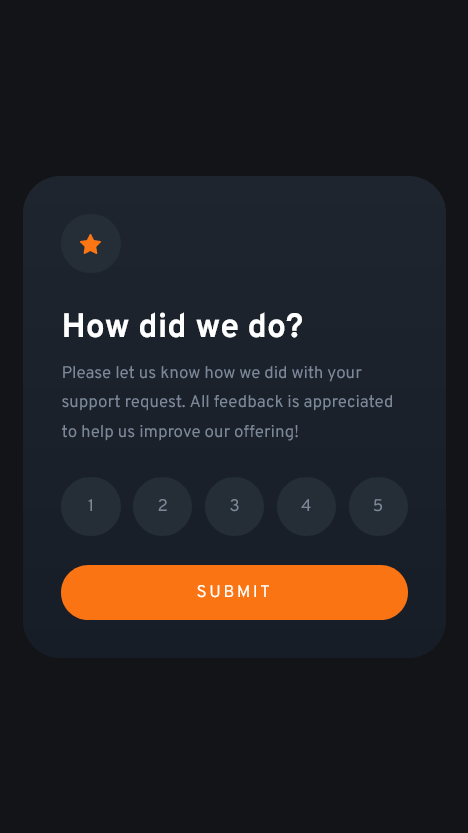 How did we do?
Please let us know how we did with your
support request. All feedback is appreciated
to help us improve our offering!
1 2 3 4 5
SUBMIT